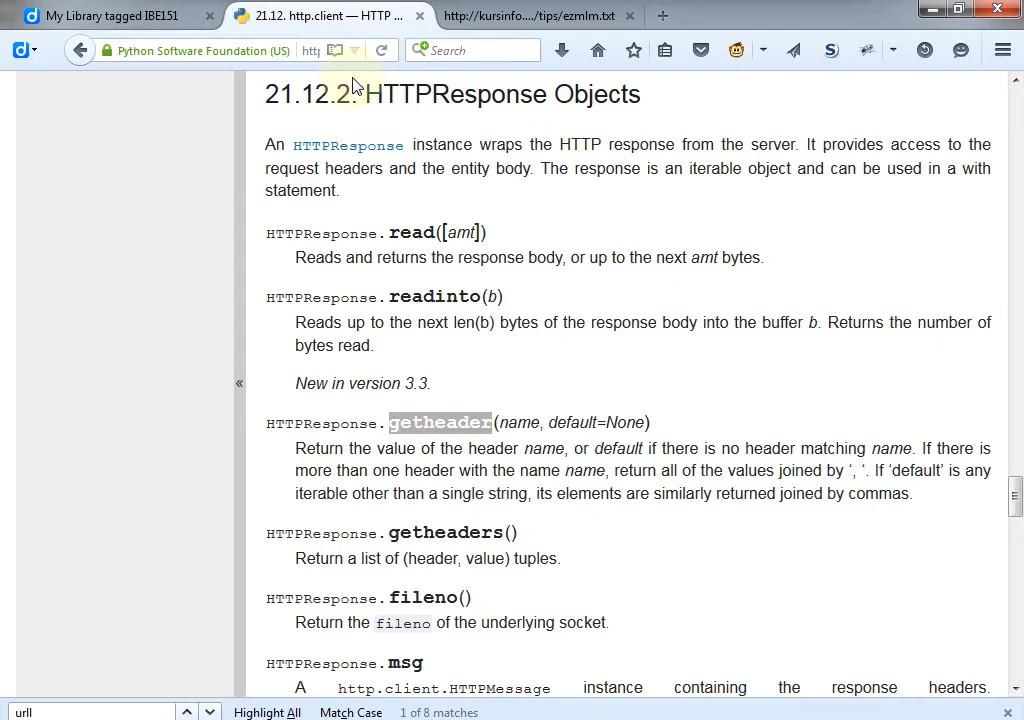 My Library tagged IBE151
21.12. http.client — HTTP ...
http://kursinfo..../tips/ezmlm.txt
Python Software Foundation (US)
http
Search
21.12.2. HTTPResponse Objects
An HTTPResponse instance wraps the HTTP response from the server. It provides access to the
request headers and the entity body. The response is an iterable object and can be used in a with
statement.
HTTPResponse.read([amt])
Reads and returns the response body, or up to the next amt bytes.
HTTPResponse.readinto(b)
Reads up to the next len(b) bytes of the response body into the buffer b. Returns the number of
bytes read.
New in version 3.3.
«
HTTPResponse.getheader(name, default=None)
Return the value of the header name, or default if there is no header matching name. If there is
more than one header with the name name, return all of the values joined by ‘, ‘. If ‘default’ is any
iterable other than a single string, its elements are similarly returned joined by commas.
HTTPResponse.getheaders()
Return a list of (header, value) tuples.
HTTPResponse.fileno()
Return the fileno of the underlying socket.
HTTPResponse.msg
A http.client.HTTPMessage instance containing the response headers.
urll
Highlight All
Match Case
1 of 8 matches